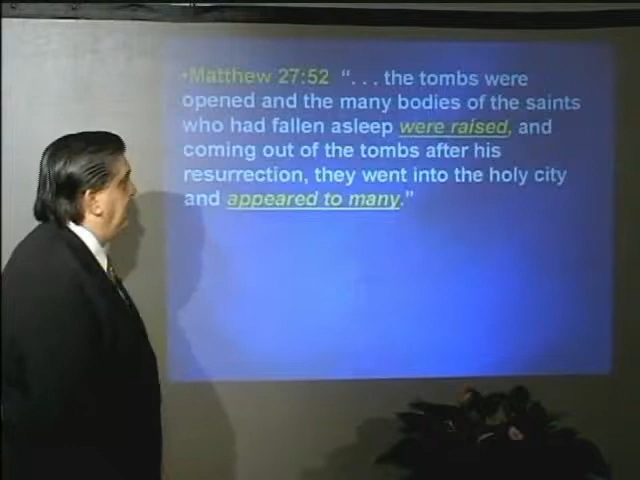 •Matthew 27:52 “. . . the tombs were
opened and the many bodies of the saints
who had fallen asleep were raised, and
coming out of the tombs after his
resurrection, they went into the holy city
and appeared to many.”